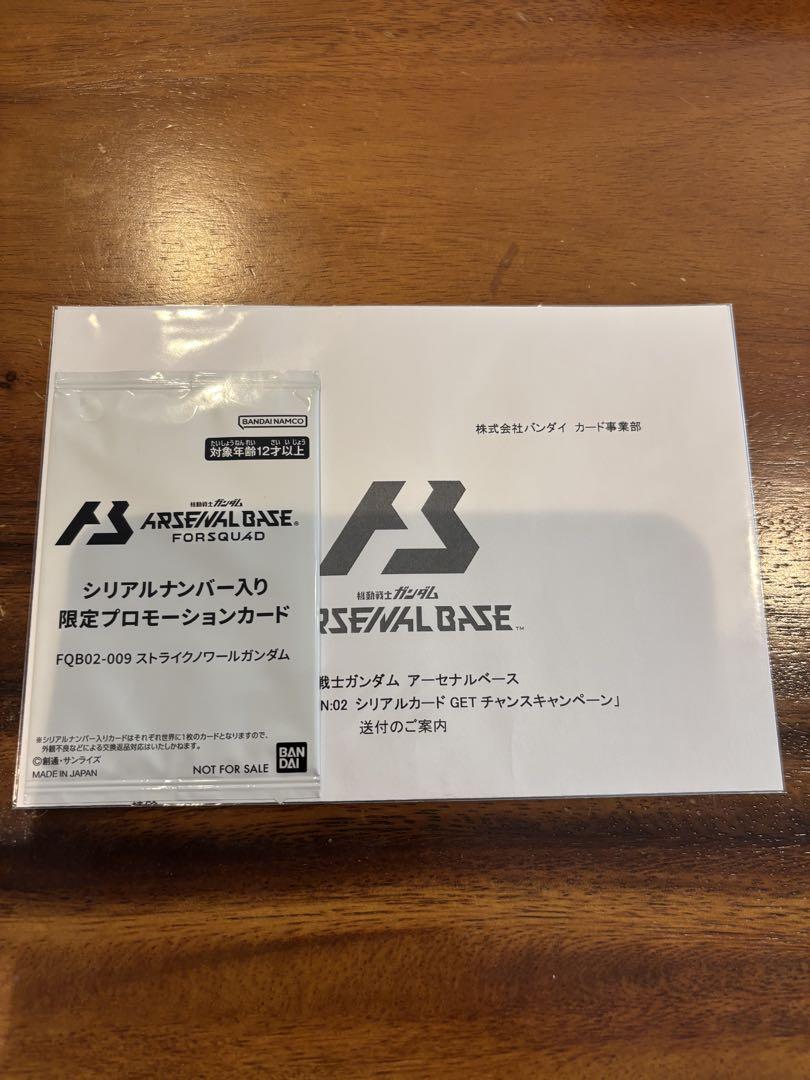 BANDAI NAMCO
たいしょうねんれい さい いじょう
対象年齢12才以上
機動戦士ガンダム
ARSENAL BASE®
FORSQUAD
シリアルナンバー入り
限定プロモーションカード
FQB02-009 ストライクノワールガンダム
※シリアルナンバー入りカードはそれぞれ世界に1枚のカードとなりますので、
外観不良などによる交換返品対応はいたしかねます。
©創通・サンライズ
MADE IN JAPAN
NOT FOR SALE
BAN
DAI
株式会社バンダイ カード事業部
機動戦士ガンダム
RSENAL BASE™
戦士ガンダム アーセナルベース
N:02 シリアルカード GET チャンスキャンペーン」
送付のご案内